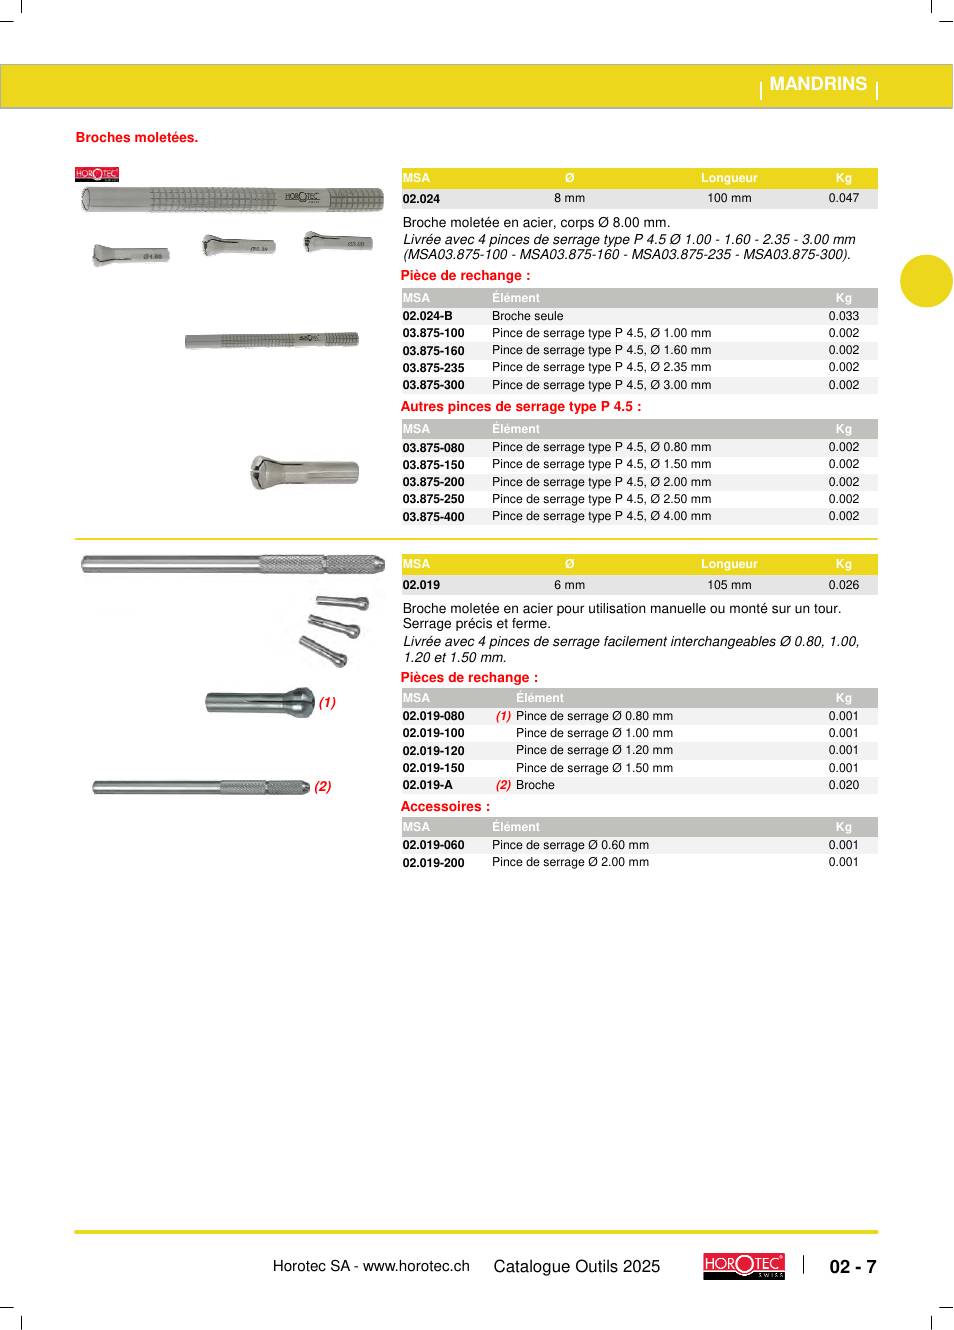 MANDRINS
Broches moletées.
HOROTEC
HOROTEC
MSA Ø Longueur Kg
02.024 8 mm 100 mm 0.047
Broche moletée en acier, corps Ø 8.00 mm.
Livrée avec 4 pinces de serrage type P 4.5 Ø 1.00 - 1.60 - 2.35 - 3.00 mm
(MSA03.875-100 - MSA03.875-160 - MSA03.875-235 - MSA03.875-300).
Pièce de rechange :
MSA Élément Kg
02.024-B Broche seule 0.033
03.875-100 Pince de serrage type P 4.5, Ø 1.00 mm 0.002
03.875-160 Pince de serrage type P 4.5, Ø 1.60 mm 0.002
03.875-235 Pince de serrage type P 4.5, Ø 2.35 mm 0.002
03.875-300 Pince de serrage type P 4.5, Ø 3.00 mm 0.002
Autres pinces de serrage type P 4.5 :
MSA Élément Kg
03.875-080 Pince de serrage type P 4.5, Ø 0.80 mm 0.002
03.875-150 Pince de serrage type P 4.5, Ø 1.50 mm 0.002
03.875-200 Pince de serrage type P 4.5, Ø 2.00 mm 0.002
03.875-250 Pince de serrage type P 4.5, Ø 2.50 mm 0.002
03.875-400 Pince de serrage type P 4.5, Ø 4.00 mm 0.002
MSA Ø Longueur Kg
02.019 6 mm 105 mm 0.026
Broche moletée en acier pour utilisation manuelle ou monté sur un tour.
Serrage précis et ferme.
Livrée avec 4 pinces de serrage facilement interchangeables Ø 0.80, 1.00,
1.20 et 1.50 mm.
Pièces de rechange :
MSA Élément Kg
02.019-080 (1) Pince de serrage Ø 0.80 mm 0.001
02.019-100 Pince de serrage Ø 1.00 mm 0.001
02.019-120 Pince de serrage Ø 1.20 mm 0.001
02.019-150 Pince de serrage Ø 1.50 mm 0.001
02.019-A (2) Broche 0.020
(1)
(2)
Accessoires :
MSA Élément Kg
02.019-060 Pince de serrage Ø 0.60 mm 0.001
02.019-200 Pince de serrage Ø 2.00 mm 0.001
Horotec SA - www.horotec.ch Catalogue Outils 2025 HOROTEC® SWISS 02 - 7